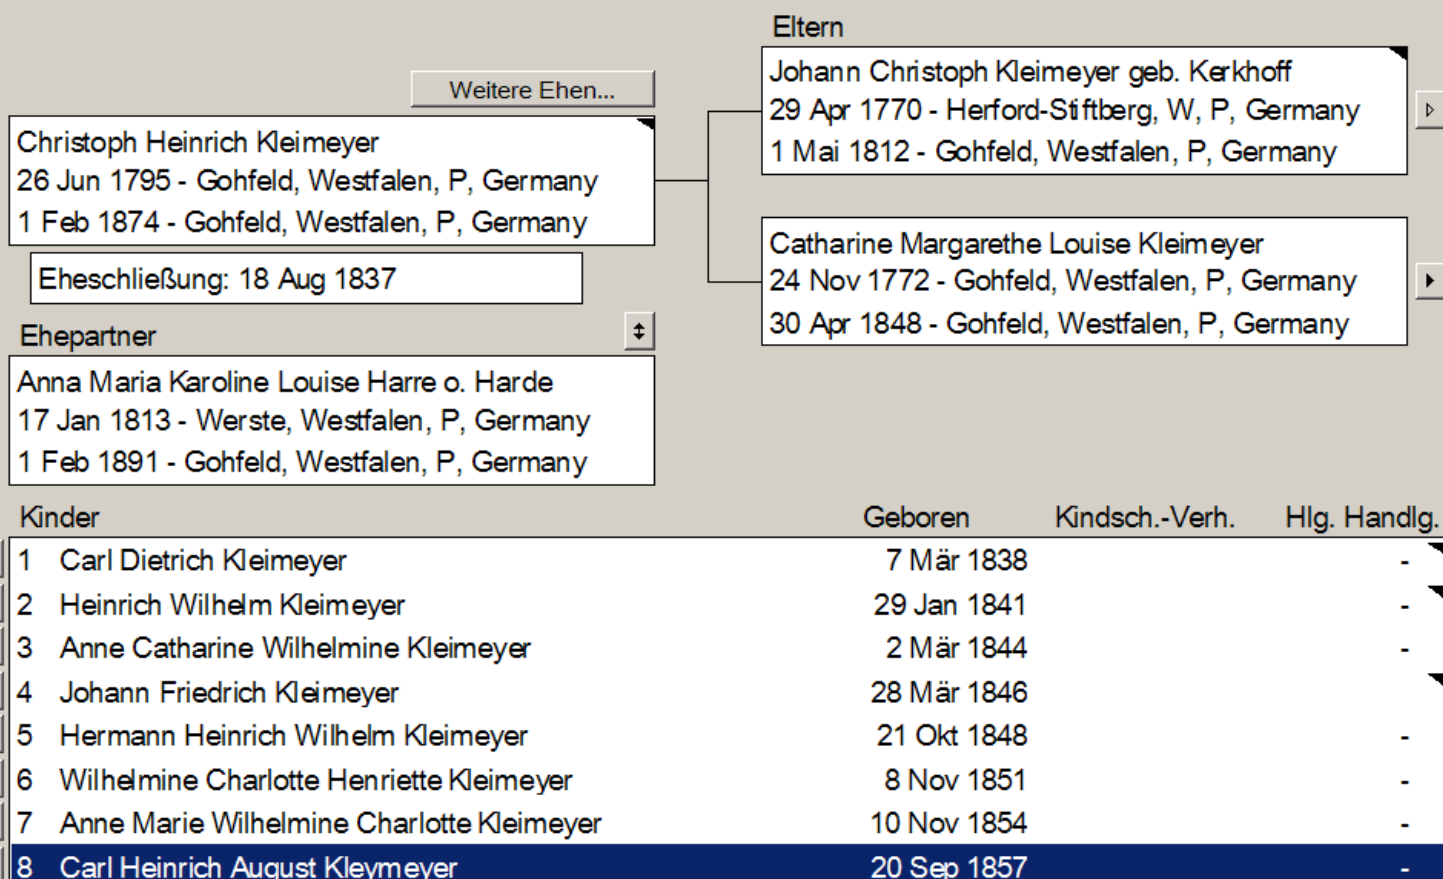 Eltern
Johann Christoph Kleimeyer geb. Kerkhoff
29 Apr 1770 - Herford-Stiftberg, W, P, Germany
1 Mai 1812 - Gohfeld, Westfalen, P, Germany
Weitere Ehen...
Christoph Heinrich Kleimeyer
26 Jun 1795 - Gohfeld, Westfalen, P, Germany
1 Feb 1874 - Gohfeld, Westfalen, P, Germany
Catharine Margarethe Louise Kleimeyer
24 Nov 1772 - Gohfeld, Westfalen, P, Germany
30 Apr 1848 - Gohfeld, Westfalen, P, Germany
Eheschließung: 18 Aug 1837
Ehepartner
Anna Maria Karoline Louise Harre o. Harde
17 Jan 1813 - Werste, Westfalen, P, Germany
1 Feb 1891 - Gohfeld, Westfalen, P, Germany
Kinder Geboren Kindsch.-Verh. Hlg. Handlg.
1 Carl Dietrich Kleimeyer 7 Mär 1838 -
2 Heinrich Wilhelm Kleimeyer 29 Jan 1841 -
3 Anne Catharine Wilhelmine Kleimeyer 2 Mär 1844 -
4 Johann Friedrich Kleimeyer 28 Mär 1846
5 Hermann Heinrich Wilhelm Kleimeyer 21 Okt 1848 -
6 Wilhelmine Charlotte Henriette Kleimeyer 8 Nov 1851 -
7 Anne Marie Wilhelmine Charlotte Kleimeyer 10 Nov 1854 -
8 Carl Heinrich August Kleymeyer 20 Sep 1857 -